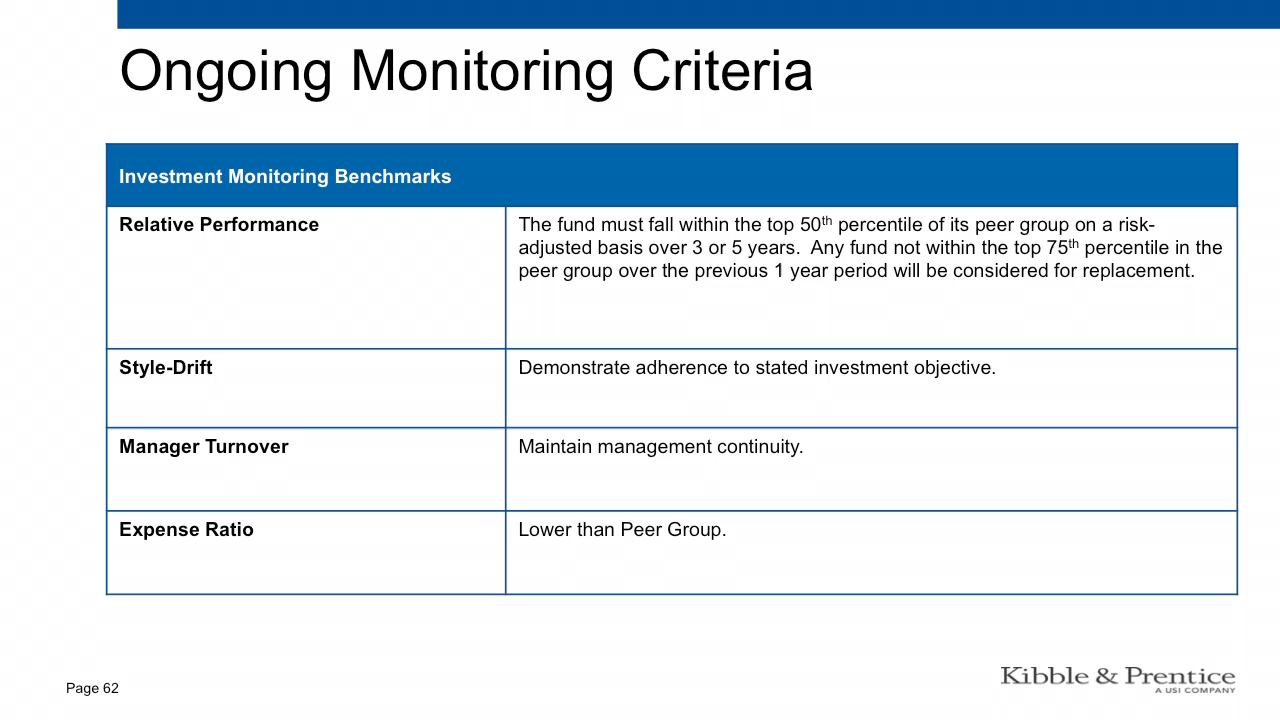 Ongoing Monitoring Criteria
Investment Monitoring Benchmarks
Relative Performance
The fund must fall within the top 50th percentile of its peer group on a risk-
adjusted basis over 3 or 5 years.  Any fund not within the top 75th percentile in the
peer group over the previous 1 year period will be considered for replacement.
Style-Drift
Demonstrate adherence to stated investment objective.
Manager Turnover
Maintain management continuity.
Expense Ratio
Lower than Peer Group.
Page 62
Kibble & Prentice
A USI COMPANY